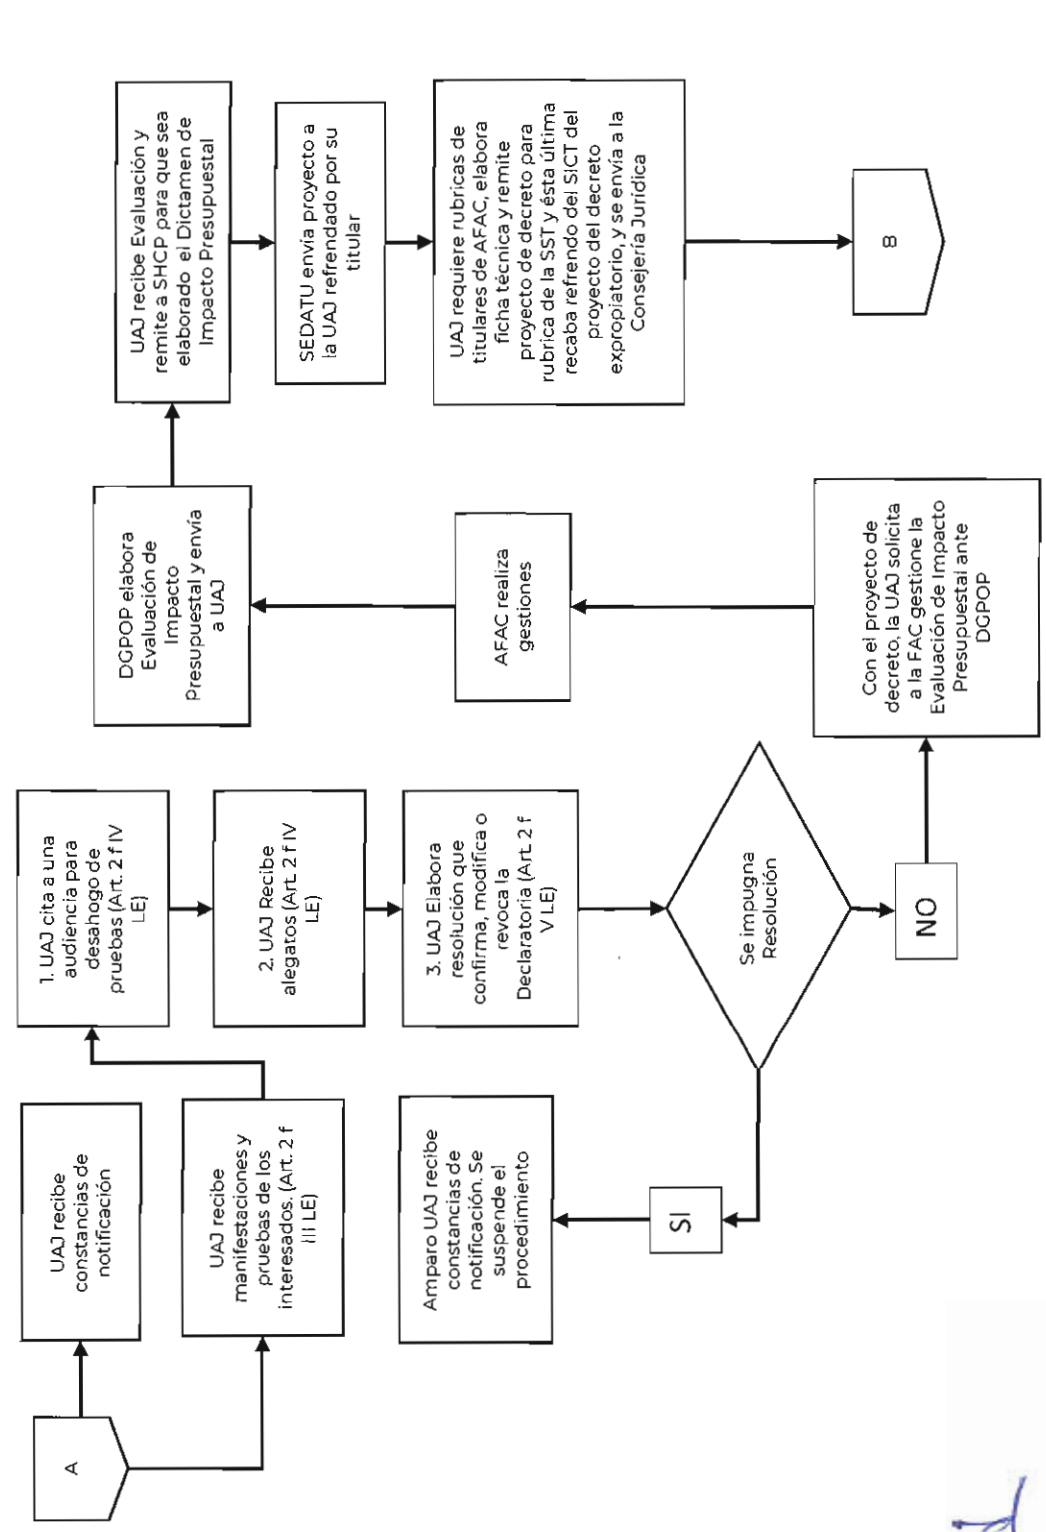 A
UAJ recibe
constancias de
notificación
UAJ recibe
manifestaciones y
pruebas de los
interesados. (Art. 2 f
III LE)
1. UAJ cita a una
audiencia para
desahogo de
pruebas (Art. 2 f IV
LE)
2. UAJ Recibe
alegatos (Art. 2 f IV
LE)
3. UAJ Elabora
resolución que
confirma, modifica o
revoca la
Declaratoria (Art. 2 f
V LE)
Se impugna
Resolución
SI
Amparo UAJ recibe
constancias de
notificación. Se
suspende el
procedimiento
NO
Con el proyecto de
decreto, la UAJ solicita
a la FAC gestione la
Evaluación de Impacto
Presupuestal ante
DGPOP
AFAC realiza
gestiones
DGPOP elabora
Evaluación de
Impacto
Presupuestal y envía
a UAJ
UAJ recibe Evaluación y
remite a SHCP para que sea
elaborado el Dictamen de
Impacto Presupuestal
SEDATU envía proyecto a
la UAJ refrendado por su
titular
UAJ requiere rubricas de
titulares de AFAC, elabora
ficha técnica y remite
proyecto de decreto para
rubrica de la SST y ésta última
recaba refrendo del SICT del
proyecto del decreto
expropiatorio, y se envía a la
Consejería Jurídica
B